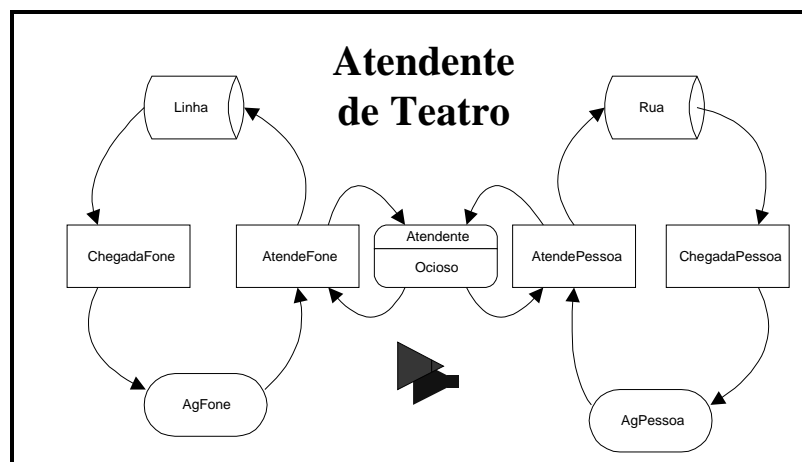 Atendente
de Teatro
Linha
Rua
ChegadaFone
AtendeFone
Atendente
Ocioso
AtendePessoa
ChegadaPessoa
AgFone
AgPessoa